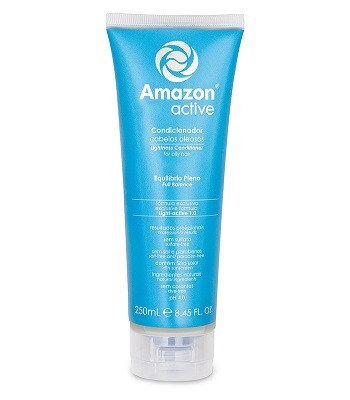 Amazon®
active
Condicionador
cabelos oleosos
Lightness Conditioner
for oily hair
Equilíbrio Pleno
Full Balance
fórmula exclusiva
exclusive formula
Light-active 1.0
resultados profissionais
professional results
sem sulfato
sulfate-free
sem sal e parabenos
salt-free and paraben-free
contém filtro solar
with sunscreen
ingredientes naturais
natural ingredients
sem corantes
dye free
pH 4.0
250mL ℮ 8.45 FL. OZ.